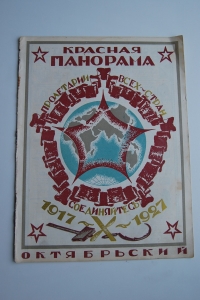 КРАСНАЯ
ПАНОРАМА
ПРОЛЕТАРИИ ВСЕХ СТРАН
СОЕДИНЯЙТЕСЬ
1917-X-1927
ОКТЯБРЬСКИЙ